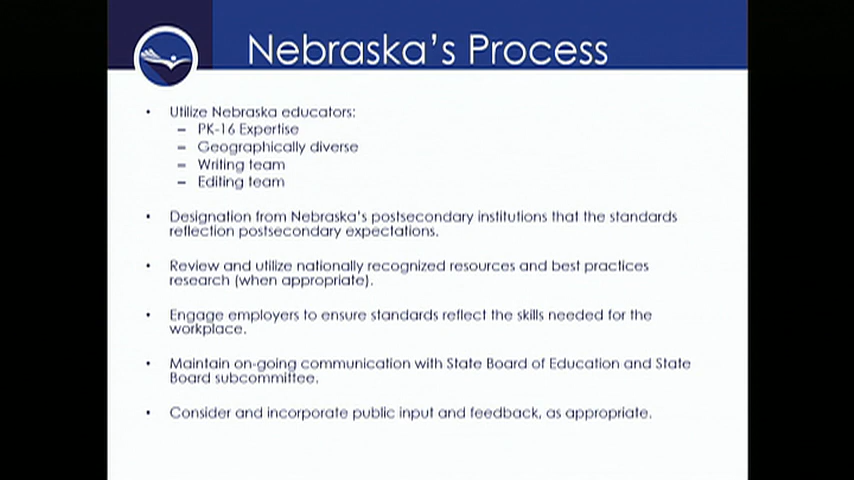 Nebraska's Process
• Utilize Nebraska educators:
– PK-16 Expertise
– Geographically diverse
– Writing team
– Editing team
• Designation from Nebraska's postsecondary institutions that the standards
reflection postsecondary expectations.
• Review and utilize nationally recognized resources and best practices
research (when appropriate).
• Engage employers to ensure standards reflect the skills needed for the
workplace.
• Maintain on-going communication with State Board of Education and State
Board subcommittee.
• Consider and incorporate public input and feedback, as appropriate.